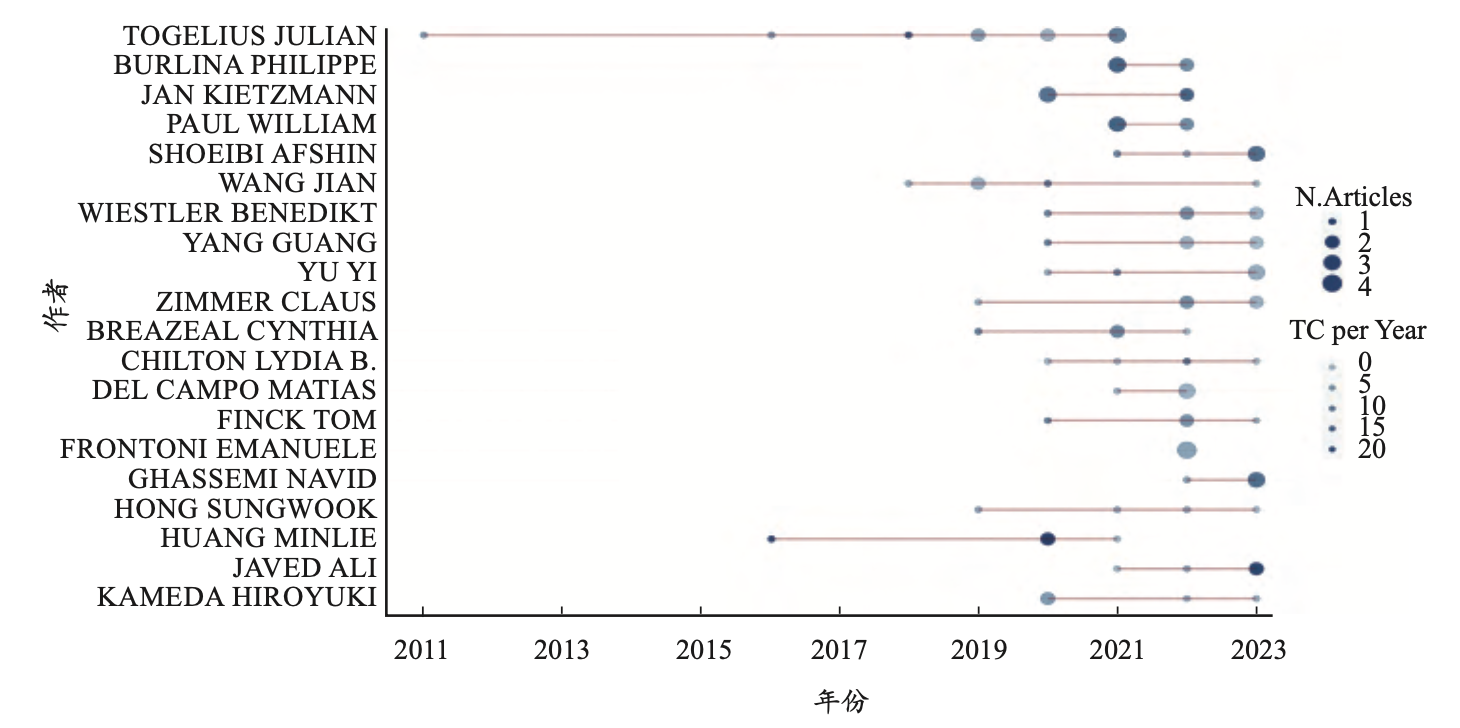 TOGELIUS JULIAN
BURLINA PHILIPPE
JAN KIETZMANN
PAUL WILLIAM
SHOEIBI AFSHIN
WANG JIAN
WIESTLER BENEDIKT
YANG GUANG
YU YI
ZIMMER CLAUS
BREAZEAL CYNTHIA
CHILTON LYDIA B.
DEL CAMPO MATIAS
FINCK TOM
FRONTONI EMANUELE
GHASSEMI NAVID
HONG SUNGWOOK
HUANG MINLIE
JAVED ALI
KAMEDA HIROYUKI
作者
2011 2013 2015 2017 2019 2021 2023
年份
N.Articles
1
2
3
4
TC per Year
0
5
10
15
20